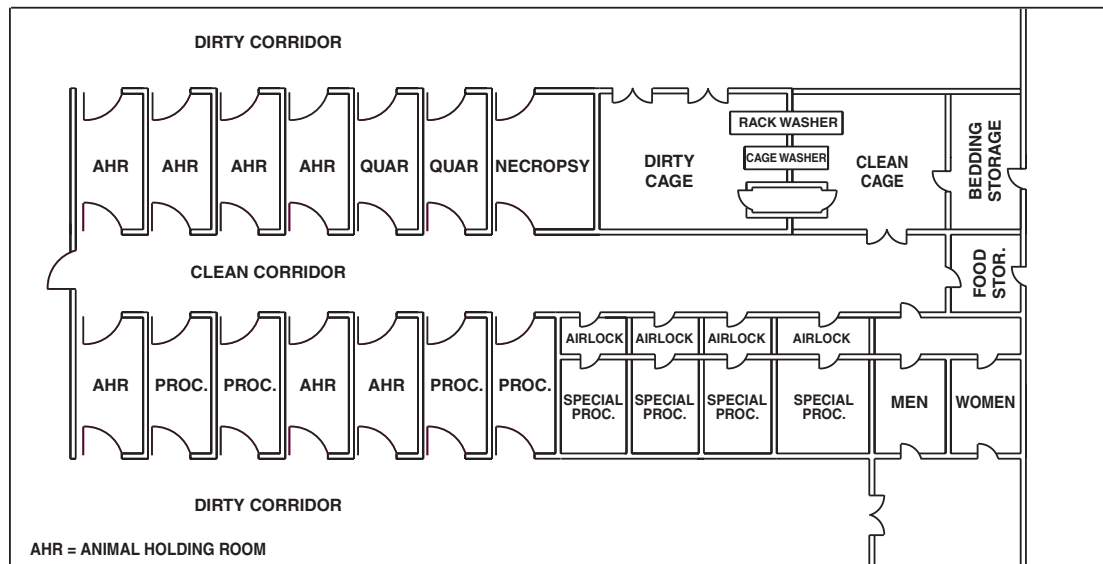 DIRTY CORRIDOR
AHR
AHR
AHR
AHR
QUAR
QUAR
NECROPSY
DIRTY
CAGE
RACK WASHER
CAGE WASHER
CLEAN
CAGE
BEDDING
STORAGE
CLEAN CORRIDOR
FOOD
STOR.
AIRLOCK
AIRLOCK
AIRLOCK
AIRLOCK
AHR
PROC.
PROC.
AHR
AHR
PROC.
PROC.
SPECIAL
PROC.
SPECIAL
PROC.
SPECIAL
PROC.
SPECIAL
PROC.
MEN
WOMEN
DIRTY CORRIDOR
AHR = ANIMAL HOLDING ROOM